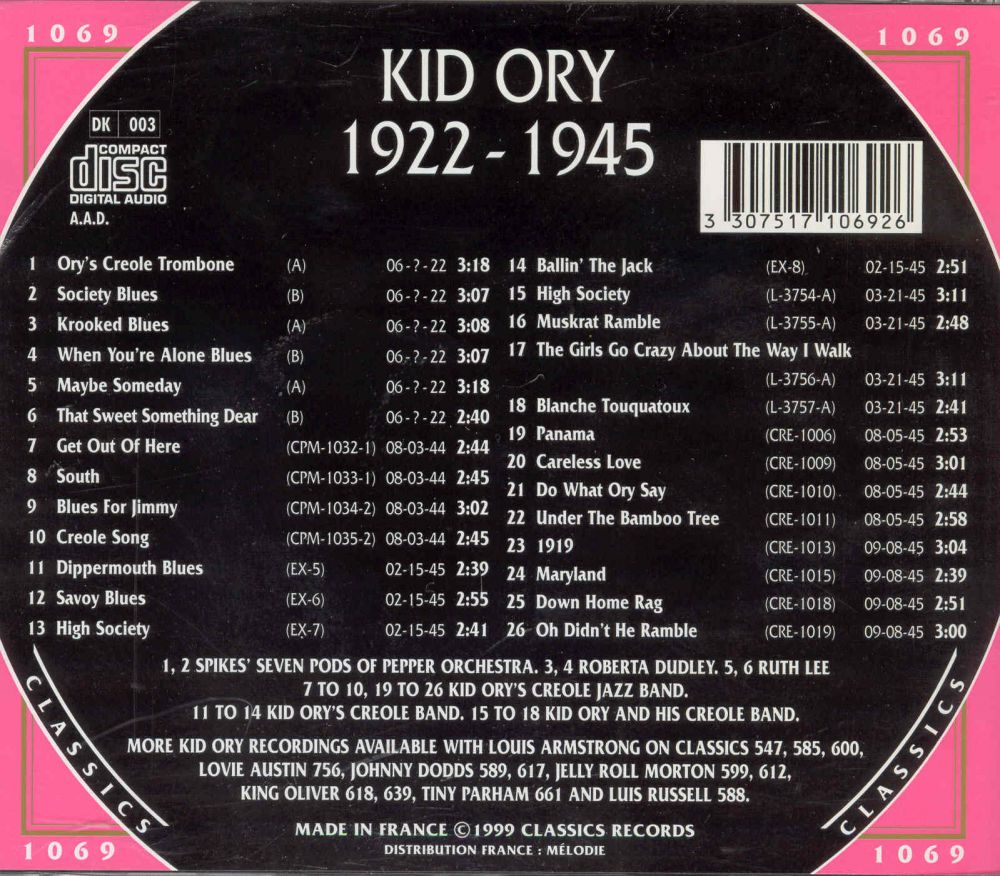 1069
1069
KID ORY
1922 - 1945
DK 003
COMPACT
disc
DIGITAL AUDIO
A.A.D.
3 307517 106926
1 Ory's Creole Trombone (A) 06-?-22 3:18
2 Society Blues (B) 06-?-22 3:07
3 Krooked Blues (A) 06-?-22 3:08
4 When You're Alone Blues (B) 06-?-22 3:07
5 Maybe Someday (A) 06-?-22 3:18
6 That Sweet Something Dear (B) 06-?-22 2:40
7 Get Out Of Here (CPM-1032-1) 08-03-44 2:44
8 South (CPM-1033-1) 08-03-44 2:45
9 Blues For Jimmy (CPM-1034-2) 08-03-44 3:02
10 Creole Song (CPM-1035-2) 08-03-44 2:45
11 Dippermouth Blues (EX-5) 02-15-45 2:39
12 Savoy Blues (EX-6) 02-15-45 2:55
13 High Society (EX-7) 02-15-45 2:41
14 Ballin' The Jack (EX-8) 02-15-45 2:51
15 High Society (L-3754-A) 03-21-45 3:11
16 Muskrat Ramble (L-3755-A) 03-21-45 2:48
17 The Girls Go Crazy About The Way I Walk
(L-3756-A) 03-21-45 3:11
18 Blanche Touquatoux (L-3757-A) 03-21-45 2:41
19 Panama (CRE-1006) 08-05-45 2:53
20 Careless Love (CRE-1009) 08-05-45 3:01
21 Do What Ory Say (CRE-1010) 08-05-45 2:44
22 Under The Bamboo Tree (CRE-1011) 08-05-45 2:58
23 1919 (CRE-1013) 09-08-45 3:04
24 Maryland (CRE-1015) 09-08-45 2:39
25 Down Home Rag (CRE-1018) 09-08-45 2:51
26 Oh Didn't He Ramble (CRE-1019) 09-08-45 3:00
1, 2 SPIKES' SEVEN PODS OF PEPPER ORCHESTRA. 3, 4 ROBERTA DUDLEY. 5, 6 RUTH LEE
7 TO 10, 19 TO 26 KID ORY'S CREOLE JAZZ BAND.
11 TO 14 KID ORY'S CREOLE BAND. 15 TO 18 KID ORY AND HIS CREOLE BAND.
MORE KID ORY RECORDINGS AVAILABLE WITH LOUIS ARMSTRONG ON CLASSICS 547, 585, 600,
LOVIE AUSTIN 756, JOHNNY DODDS 589, 617, JELLY ROLL MORTON 599, 612,
KING OLIVER 618, 639, TINY PARHAM 661 AND LUIS RUSSELL 588.
MADE IN FRANCE ©1999 CLASSICS RECORDS
DISTRIBUTION FRANCE : MÉLODIE
CLASSICS
CLASSICS
1069
1069